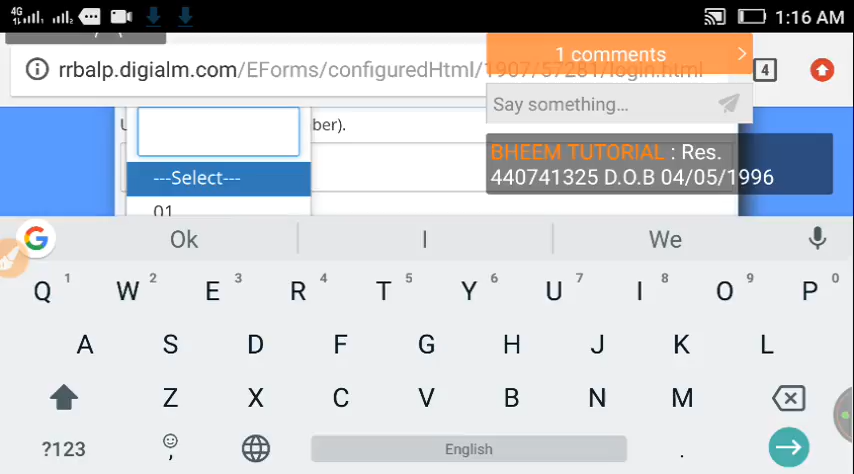 4G 1:16 AM
1 comments
rrbalp.digialm.com/EForms/configuredHtml/1907/57281/login.html 4
Say something...
ber).
BHEEM TUTORIAL : Res.
440741325 D.O.B 04/05/1996
---Select---
01
Ok I We
1 2 3 4 5 6 7 8 9 0
Q W E R T Y U I O P
A S D F G H J K L
Z X C V B N M
?123 , English .